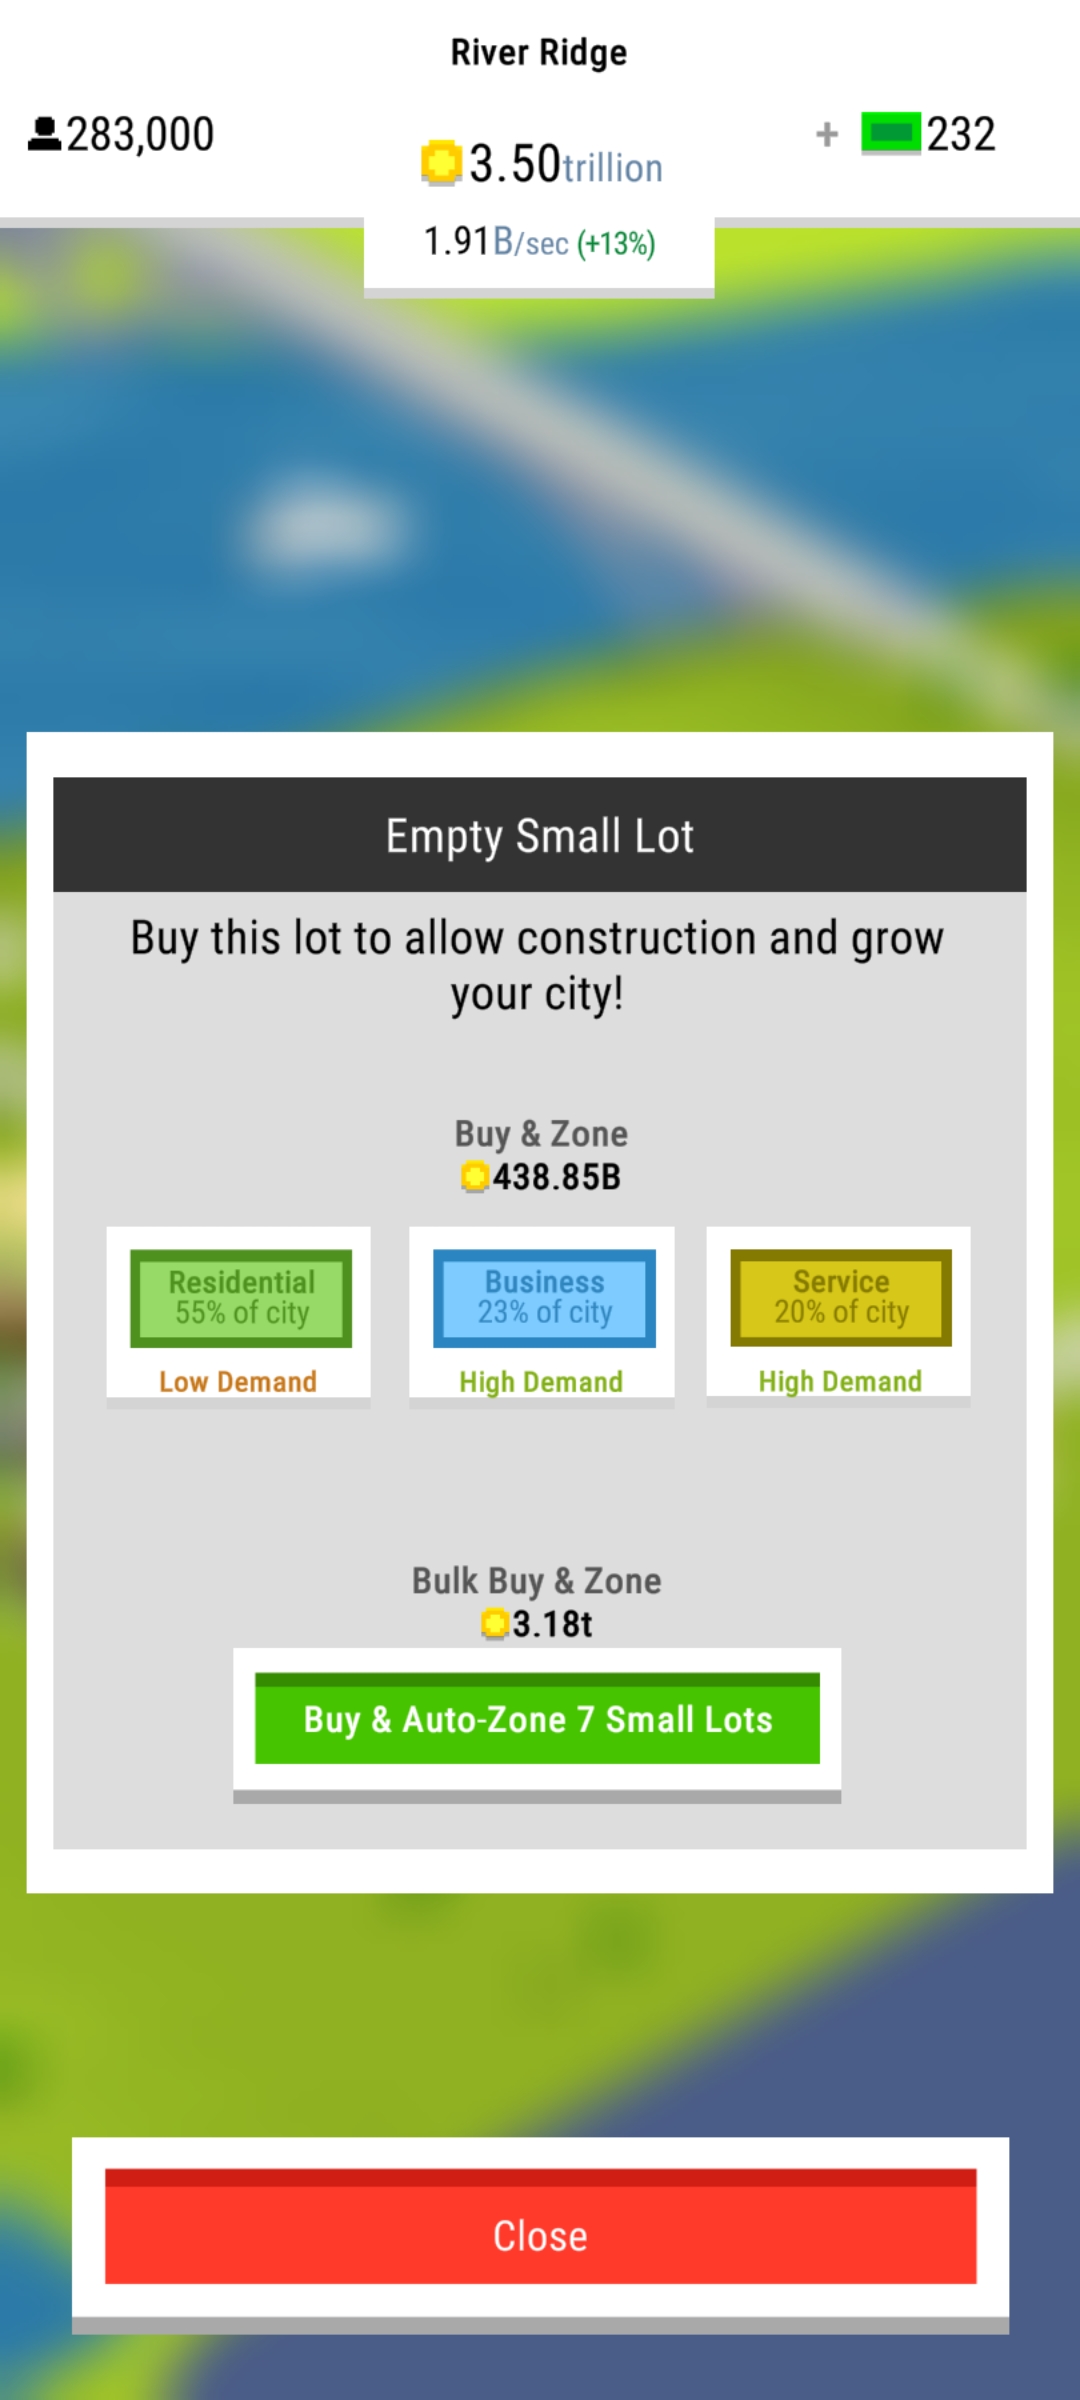 River Ridge
283,000
3.50trillion
+ 232
1.91B/sec (+13%)
Empty Small Lot
Buy this lot to allow construction and grow
your city!
Buy & Zone
438.85B
Residential
55% of city
Low Demand
Business
23% of city
High Demand
Service
20% of city
High Demand
Bulk Buy & Zone
3.18t
Buy & Auto-Zone 7 Small Lots
Close